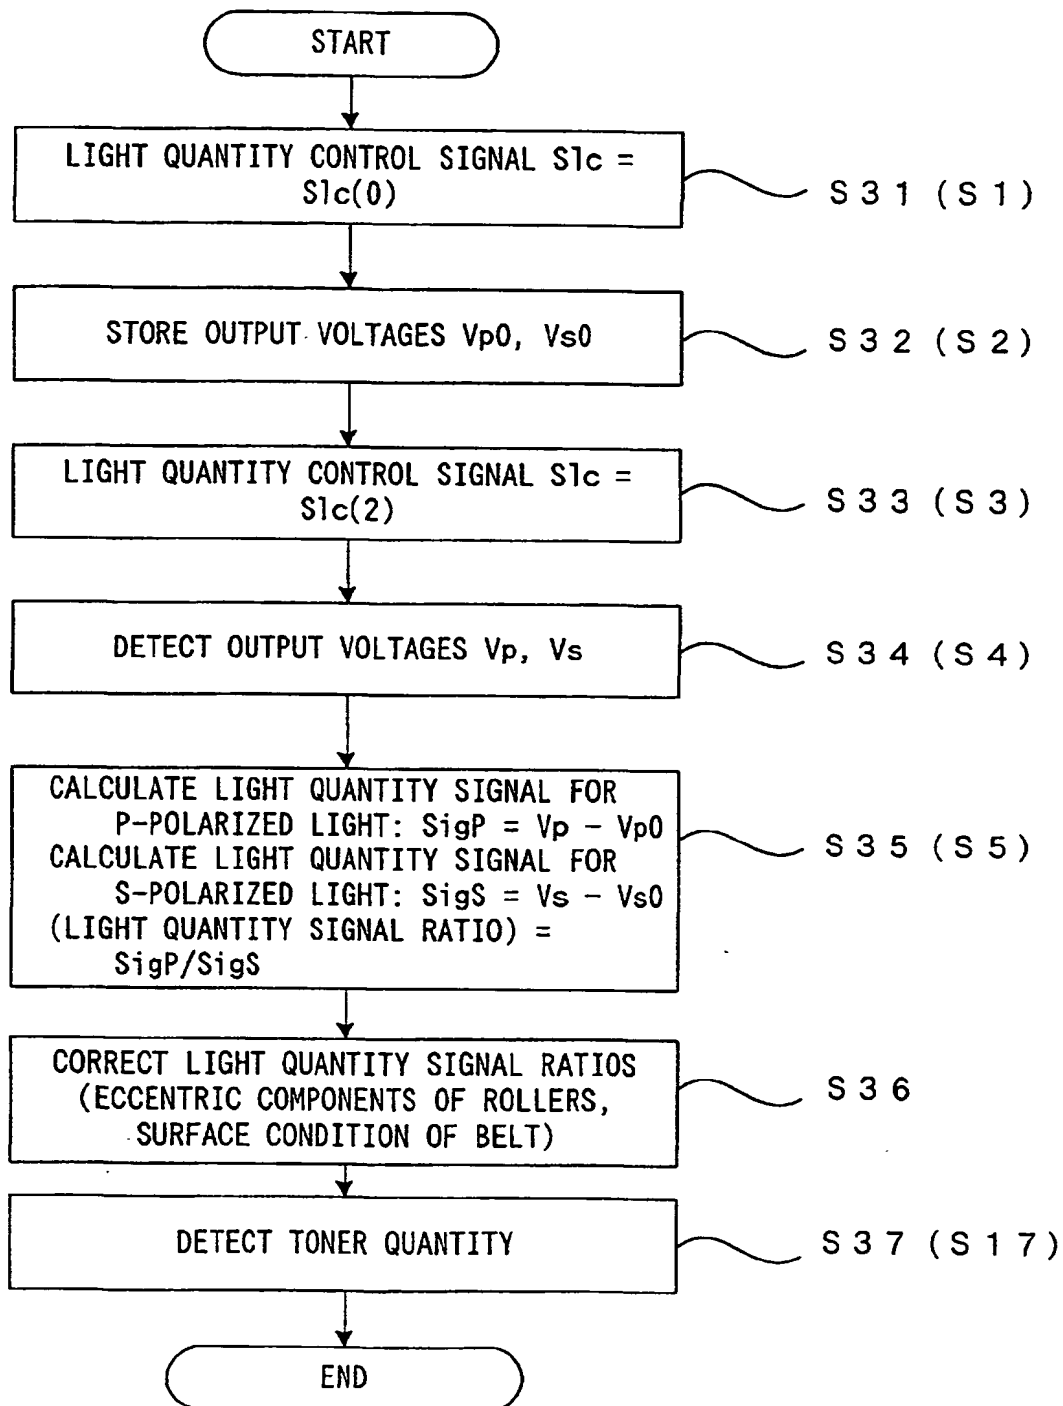 START
LIGHT QUANTITY CONTROL SIGNAL Slc =
Slc(0)
S31 (S1)
STORE OUTPUT VOLTAGES Vp0, Vs0
S32 (S2)
LIGHT QUANTITY CONTROL SIGNAL Slc =
Slc(2)
S33 (S3)
DETECT OUTPUT VOLTAGES Vp, Vs
S34 (S4)
CALCULATE LIGHT QUANTITY SIGNAL FOR
P-POLARIZED LIGHT: SigP = Vp - Vp0
CALCULATE LIGHT QUANTITY SIGNAL FOR
S-POLARIZED LIGHT: SigS = Vs - Vs0
(LIGHT QUANTITY SIGNAL RATIO) =
SigP/SigS
S35 (S5)
CORRECT LIGHT QUANTITY SIGNAL RATIOS
(ECCENTRIC COMPONENTS OF ROLLERS,
SURFACE CONDITION OF BELT)
S36
DETECT TONER QUANTITY
S37 (S17)
END